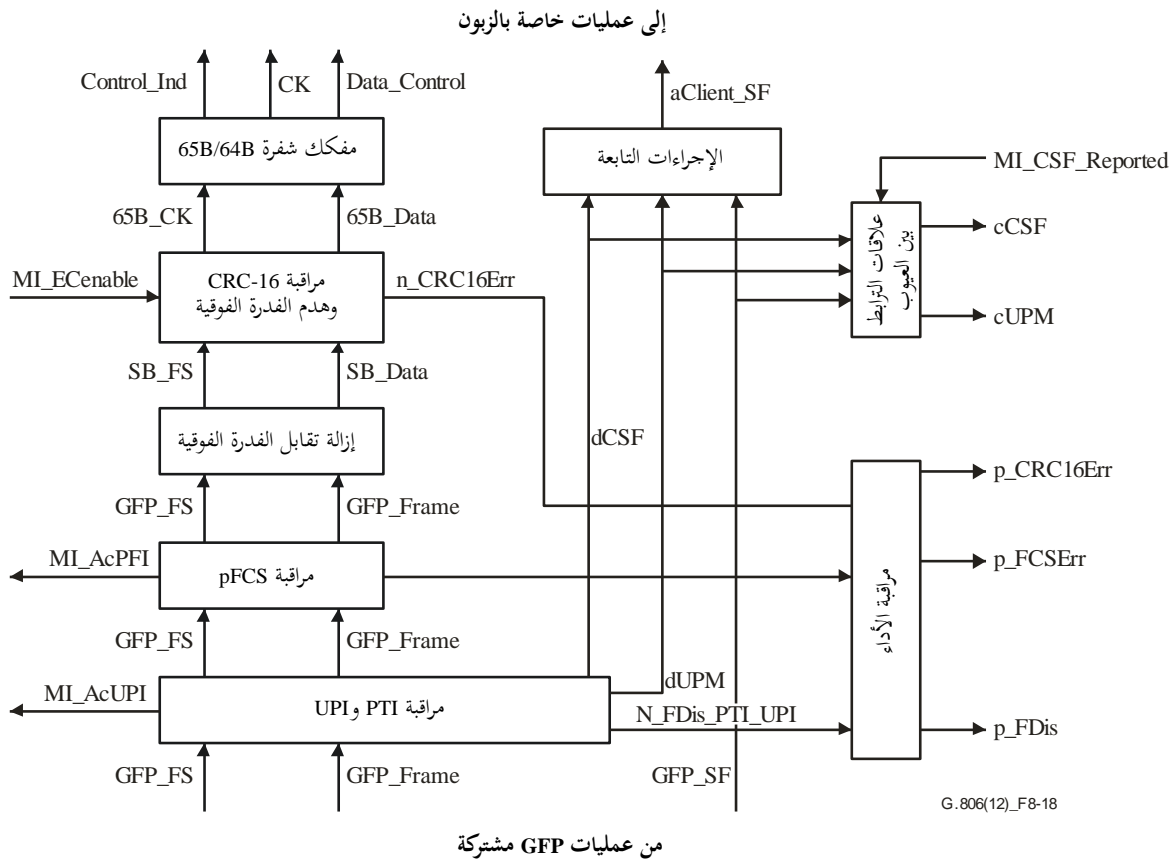 إلى عمليات خاصة بالزبون
Control_Ind
CK
Data_Control
aClient_SF
مفكك شفرة 65B/64B
الإجراءات التابعة
MI_CSF_Reported
65B_CK
65B_Data
علاقات الترابط
بين العيوب
cCSF
cUPM
MI_ECenable
مراقبة CRC-16
وهدم الفدرة الفوقية
n_CRC16Err
SB_FS
SB_Data
إزالة تقابل الفدرة الفوقية
dCSF
GFP_FS
GFP_Frame
p_CRC16Err
MI_AcPFI
مراقبة pFCS
p_FCSErr
مراقبة الأداء
GFP_FS
GFP_Frame
MI_AcUPI
مراقبة PTI وUPI
dUPM
N_FDis_PTI_UPI
p_FDis
GFP_FS
GFP_Frame
GFP_SF
G.806(12)_F8-18
من عمليات GFP مشتركة